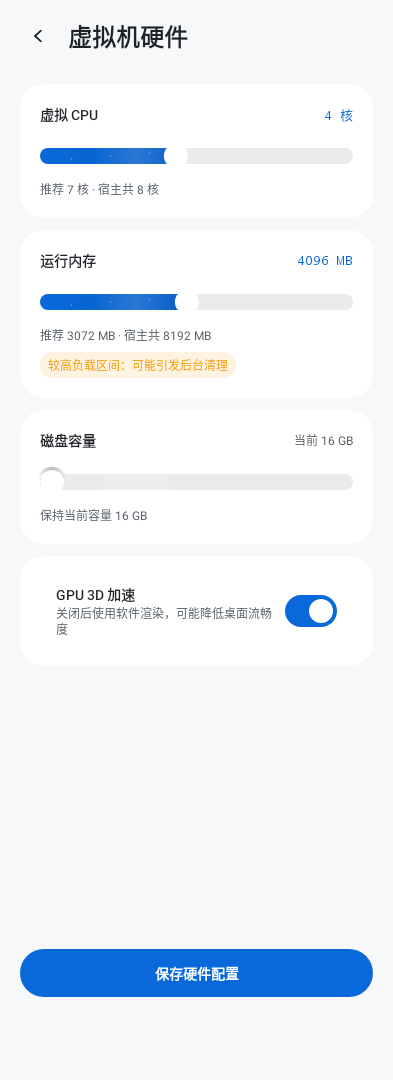 虚拟机硬件
虚拟 CPU
4 核
推荐 7 核 · 宿主共 8 核
运行内存
4096 MB
推荐 3072 MB · 宿主共 8192 MB
较高负载区间：可能引发后台清理
磁盘容量
当前 16 GB
保持当前容量 16 GB
GPU 3D 加速
关闭后使用软件渲染，可能降低桌面流畅
度
保存硬件配置